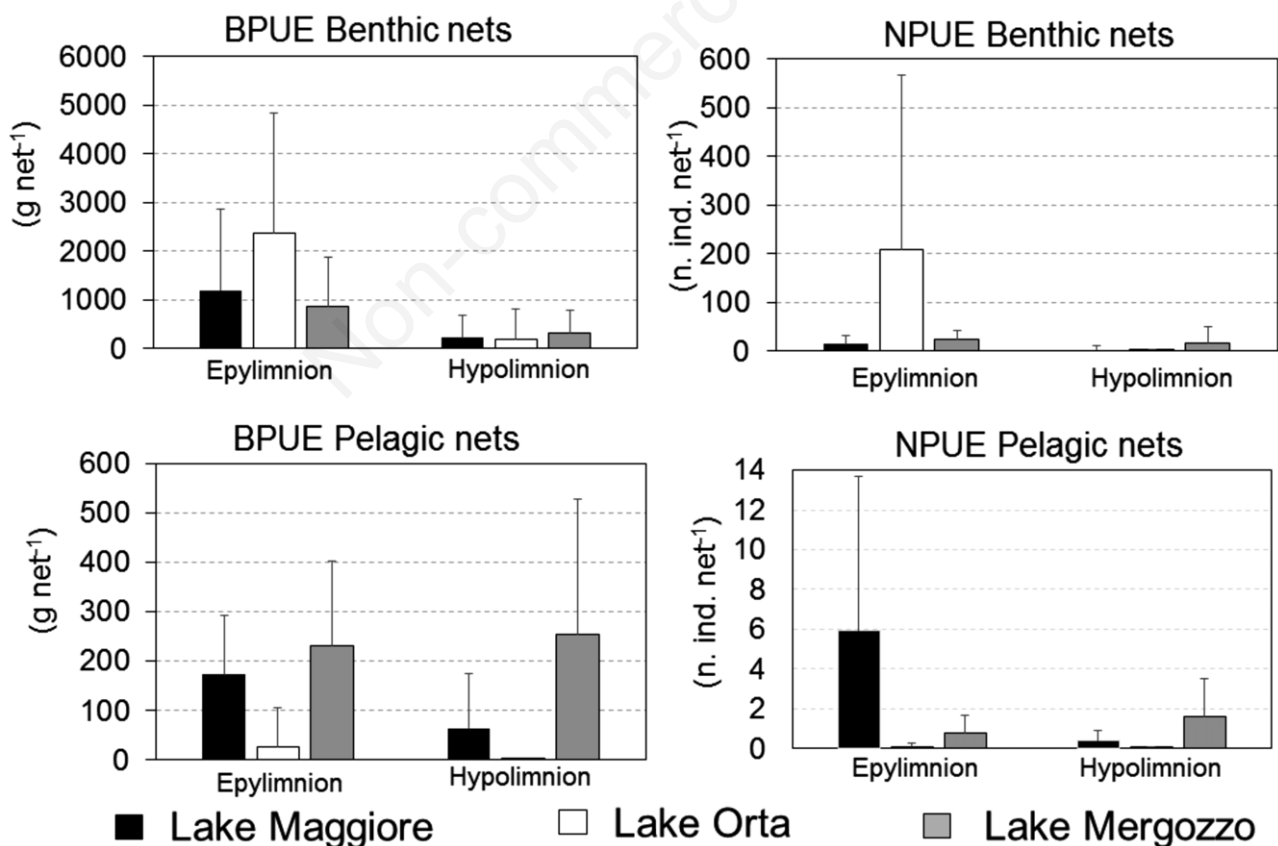 BPUE Benthic nets
(g net⁻¹)
6000
5000
4000
3000
2000
1000
0
Epylimnion Hypolimnion
NPUE Benthic nets
(n. ind. net⁻¹)
600
500
400
300
200
100
0
Epylimnion Hypolimnion
BPUE Pelagic nets
(g net⁻¹)
600
500
400
300
200
100
0
Epylimnion Hypolimnion
NPUE Pelagic nets
(n. ind. net⁻¹)
14
12
10
8
6
4
2
0
Epylimnion Hypolimnion
Lake Maggiore Lake Orta Lake Mergozzo
Non-commerc